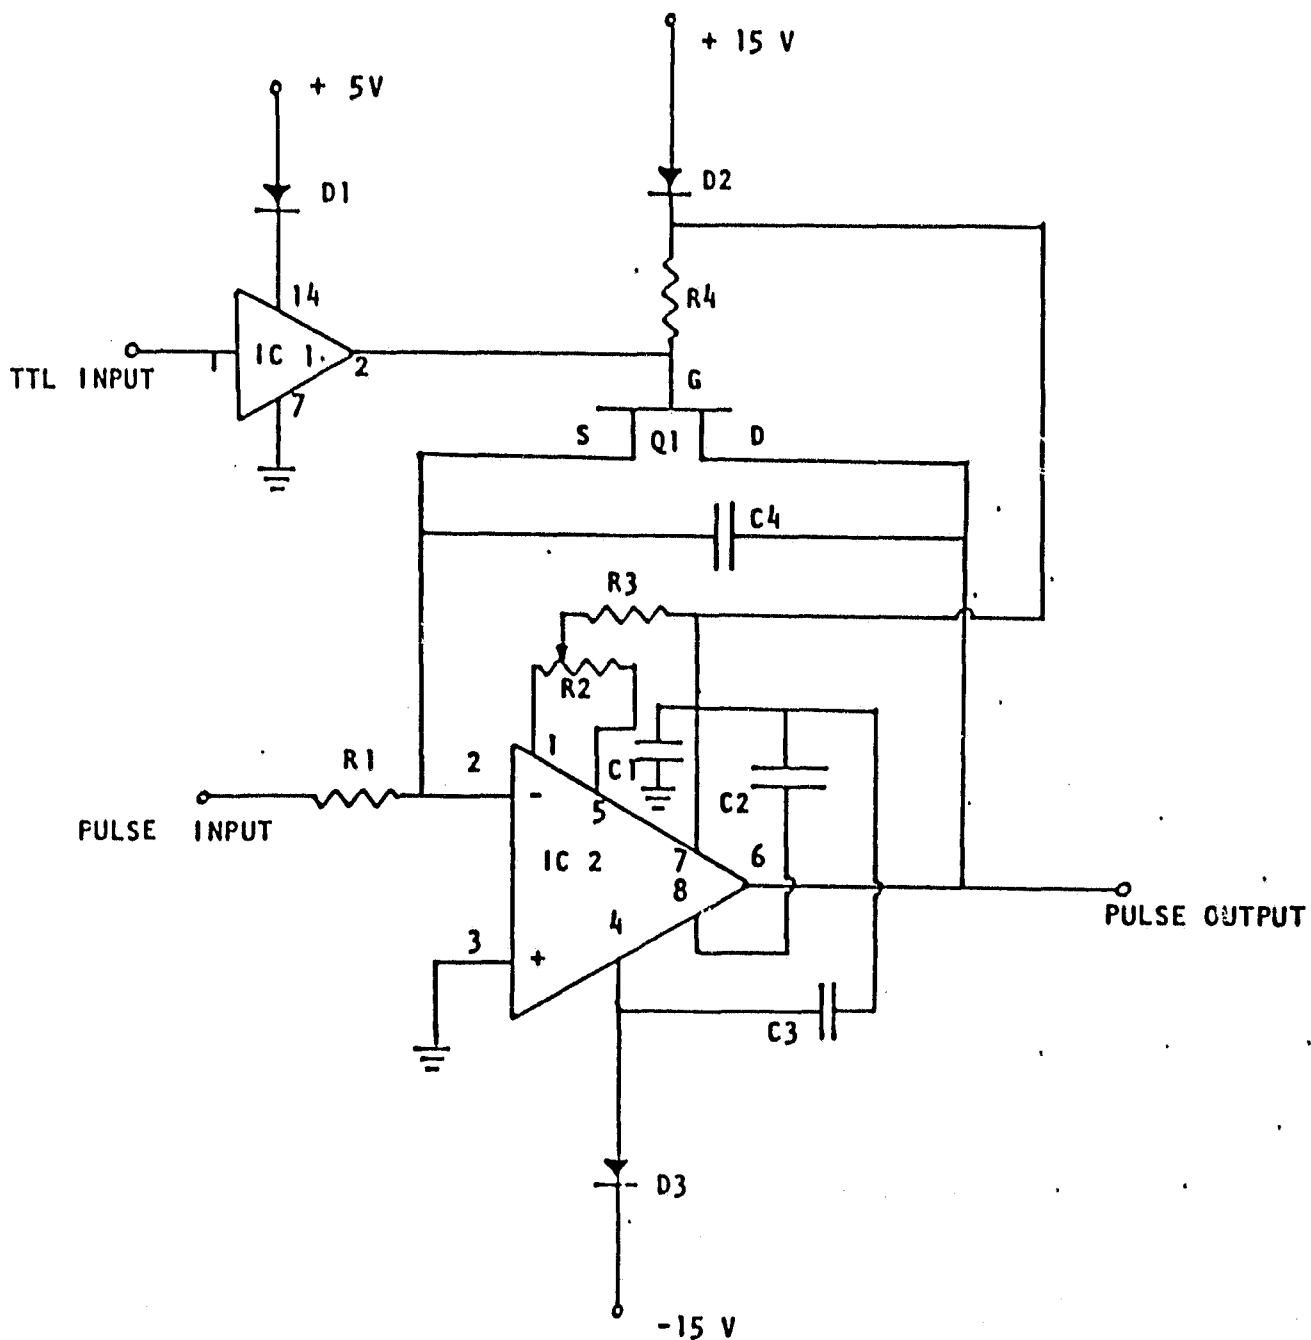 + 15 V
+ 5V
D1
D2
14
R4
TTL INPUT
1
IC 1.
2
7
G
S
Q1
D
C4
R3
R2
R1
2
1
C1
C2
5
-
PULSE INPUT
IC 2
7
6
8
PULSE OUTPUT
4
3
+
C3
D3
-15 V